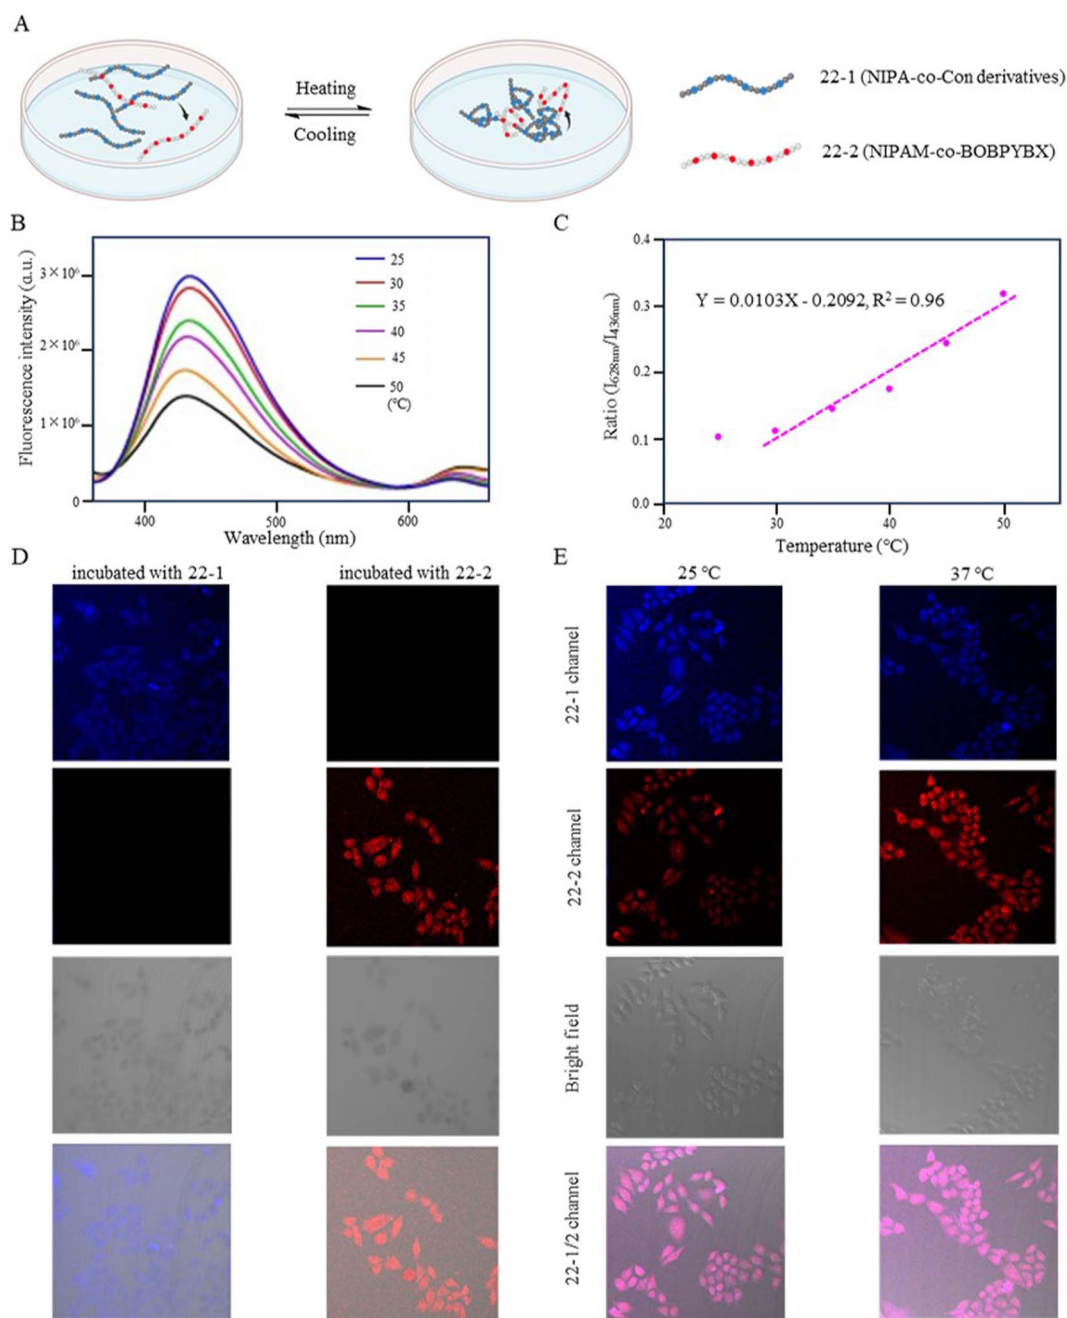 A
Heating
Cooling
22-1 (NIPA-co-Con derivatives)
22-2 (NIPAM-co-BOBPYBX)
B
Fluorescence intensity (a.u.)
3×10⁶
2×10⁶
1×10⁶
0
25
30
35
40
45
50
(℃)
400
500
600
Wavelength (nm)
C
Ratio (I₆₂₈ₙₘ/I₄₃₆ₙₘ)
0.4
0.3
0.2
0.1
0.0
Y = 0.0103X - 0.2092, R² = 0.96
20
30
40
50
Temperature (℃)
D
incubated with 22-1
incubated with 22-2
E
25 ℃
37 ℃
22-1 channel
22-2 channel
Bright field
22-1/2 channel